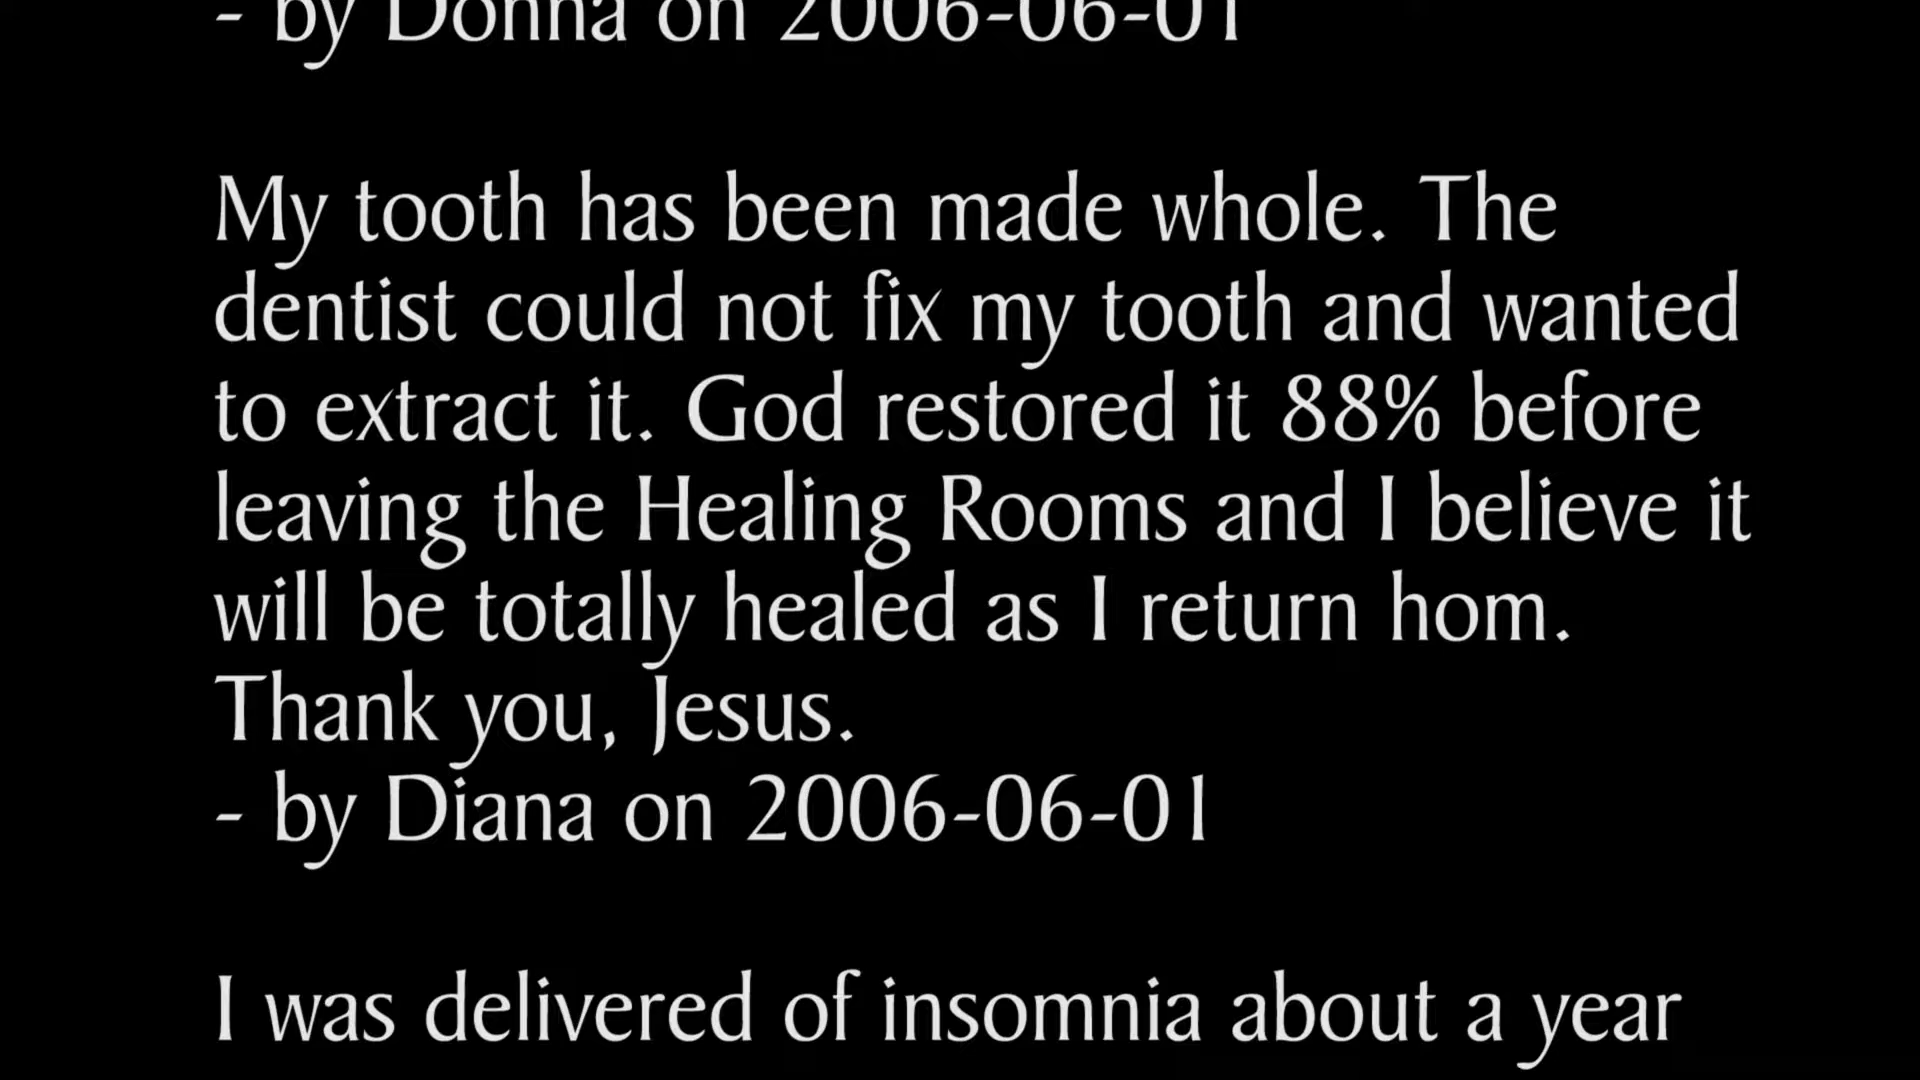 - by Donna on 2006-06-01
My tooth has been made whole. The
dentist could not fix my tooth and wanted
to extract it. God restored it 88% before
leaving the Healing Rooms and I believe it
will be totally healed as I return hom.
Thank you, Jesus.
- by Diana on 2006-06-01
I was delivered of insomnia about a year